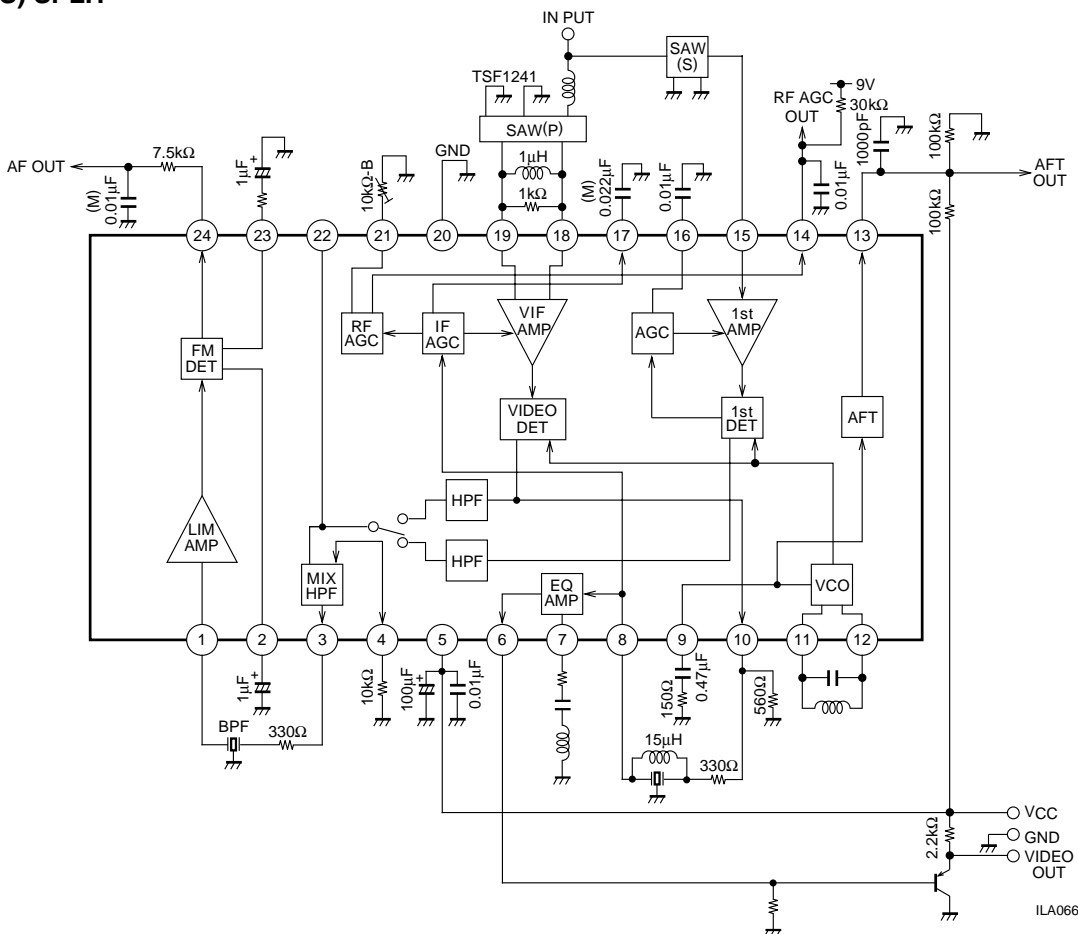 IN PUT
SAW
(S)
TSF1241
9V
RF AGC
OUT
30kΩ
1000pF
100kΩ
SAW(P)
AF OUT
7.5kΩ
(M)
0.01µF
1µF
+
10kΩ-B
GND
1µH
1kΩ
(M)
0.022µF
0.01µF
0.01µF
AFT
OUT
100kΩ
24
23
22
21
20
19
18
17
16
15
14
13
RF
AGC
IF
AGC
VIF
AMP
AGC
1st
AMP
FM
DET
VIDEO
DET
1st
DET
AFT
LIM
AMP
HPF
HPF
MIX
HPF
EQ
AMP
VCO
1
2
3
4
5
6
7
8
9
10
11
12
1µF
+
10kΩ
100µF
+
0.01µF
150Ω
0.47µF
560Ω
BPF
330Ω
15µH
330Ω
VCC
2.2kΩ
GND
VIDEO
OUT
ILA066